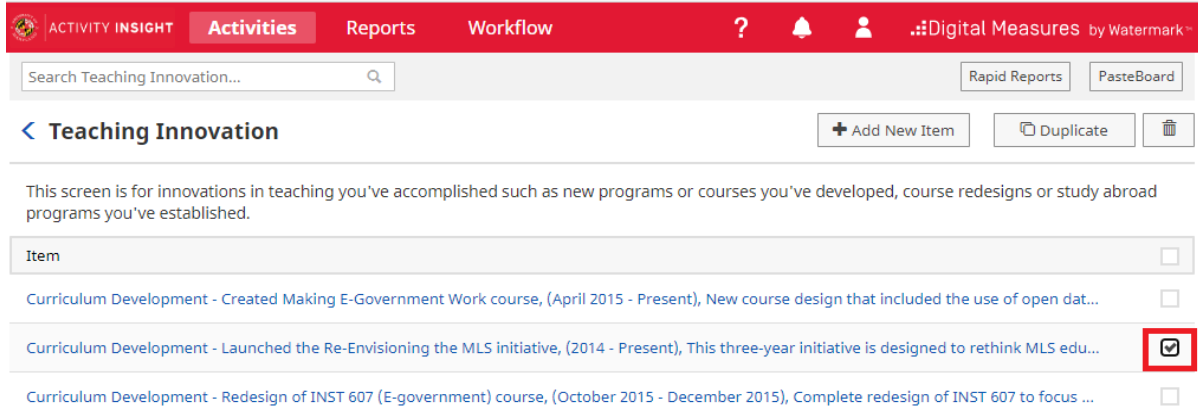 ACTIVITY INSIGHT Activities Reports Workflow ? Digital Measures by Watermark™
Search Teaching Innovation... Rapid Reports PasteBoard
< Teaching Innovation + Add New Item Duplicate
This screen is for innovations in teaching you've accomplished such as new programs or courses you've developed, course redesigns or study abroad
programs you've established.
Item
Curriculum Development - Created Making E-Government Work course, (April 2015 - Present), New course design that included the use of open dat...
Curriculum Development - Launched the Re-Envisioning the MLS initiative, (2014 - Present), This three-year initiative is designed to rethink MLS edu...
Curriculum Development - Redesign of INST 607 (E-government) course, (October 2015 - December 2015), Complete redesign of INST 607 to focus ...